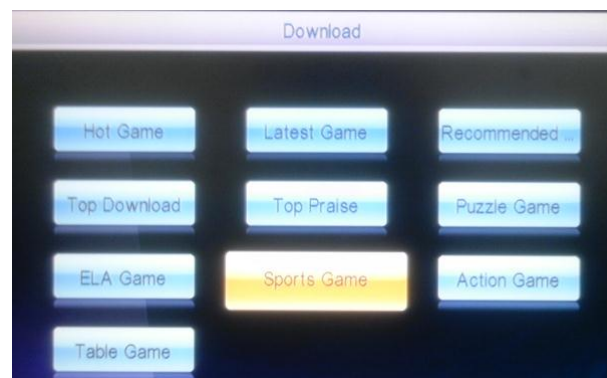 Download
Hot Game
Latest Game
Recommended ...
Top Download
Top Praise
Puzzle Game
ELA Game
Sports Game
Action Game
Table Game